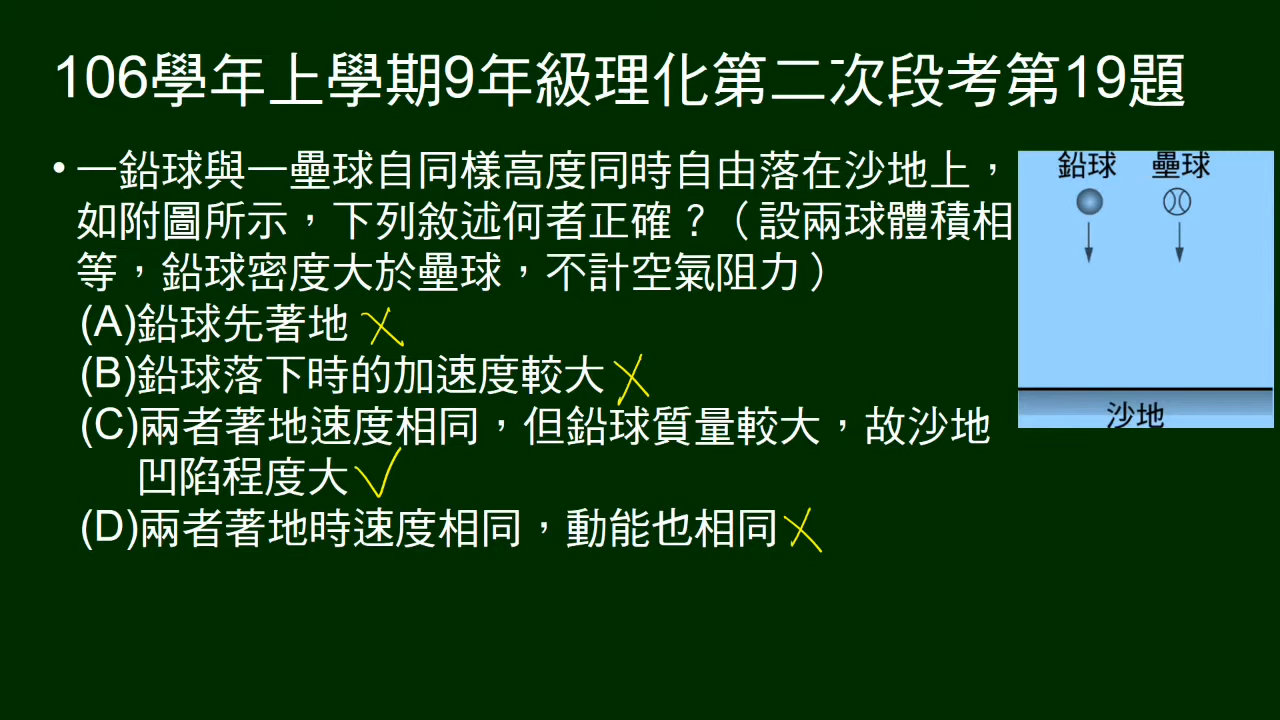 106學年上學期9年級理化第二次段考第19題
•一鉛球與一壘球自同樣高度同時自由落在沙地上，
如附圖所示，下列敘述何者正確？（設兩球體積相
等，鉛球密度大於壘球，不計空氣阻力）
(A)鉛球先著地
(B)鉛球落下時的加速度較大
(C)兩者著地速度相同，但鉛球質量較大，故沙地
凹陷程度大
(D)兩者著地時速度相同，動能也相同
鉛球 壘球
沙地